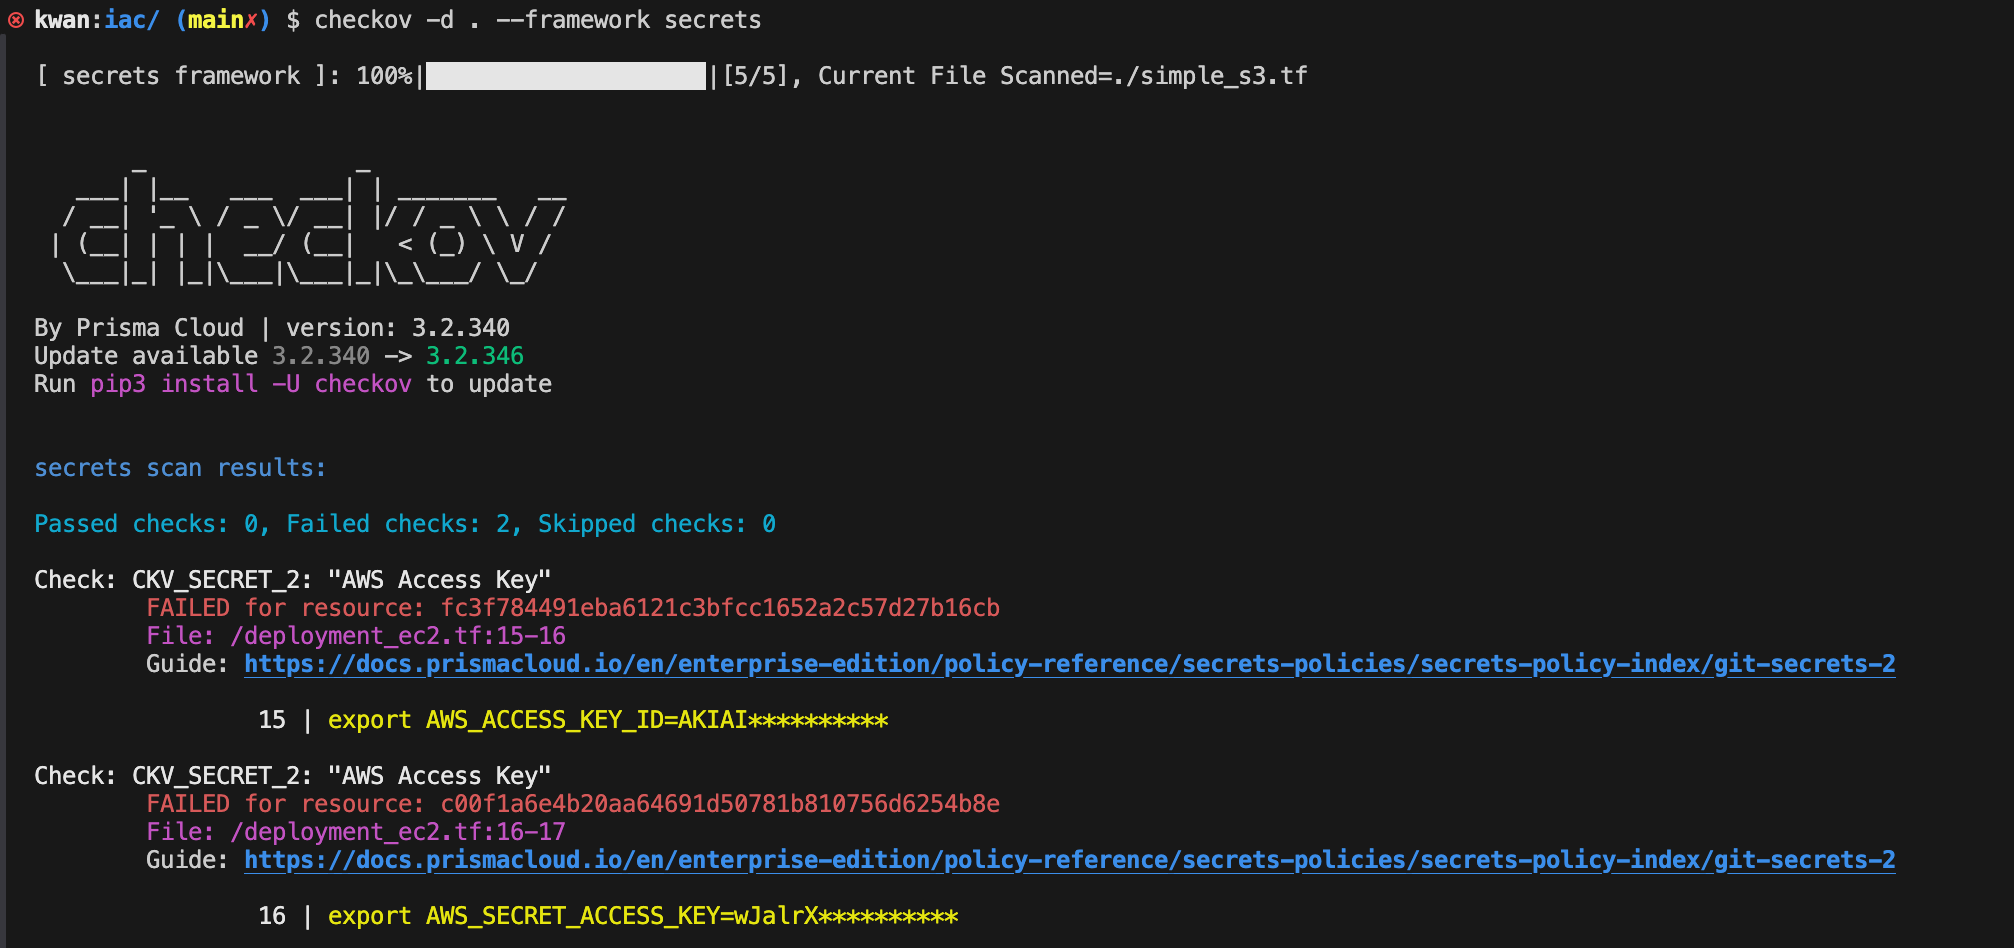 kwan:iac/ (main✗) $ checkov -d . --framework secrets
[ secrets framework ]: 100%|████████████████████|[5/5], Current File Scanned=./simple_s3.tf
       _               _
   ___| |__   ___  ___| | _______   __
  / __| '_ \ / _ \/ __| |/ / _ \ \ / /
 | (__| | | |  __/ (__|   < (_) \ V /
  \___|_| |_|\___|\___|_|\_\___/ \_/
By Prisma Cloud | version: 3.2.340
Update available 3.2.340 -> 3.2.346
Run pip3 install -U checkov to update
secrets scan results:
Passed checks: 0, Failed checks: 2, Skipped checks: 0
Check: CKV_SECRET_2: "AWS Access Key"
FAILED for resource: fc3f784491eba6121c3bfcc1652a2c57d27b16cb
File: /deployment_ec2.tf:15-16
Guide: https://docs.prismacloud.io/en/enterprise-edition/policy-reference/secrets-policies/secrets-policy-index/git-secrets-2
15 | export AWS_ACCESS_KEY_ID=AKIAI**********
Check: CKV_SECRET_2: "AWS Access Key"
FAILED for resource: c00f1a6e4b20aa64691d50781b810756d6254b8e
File: /deployment_ec2.tf:16-17
Guide: https://docs.prismacloud.io/en/enterprise-edition/policy-reference/secrets-policies/secrets-policy-index/git-secrets-2
16 | export AWS_SECRET_ACCESS_KEY=wJalrX**********